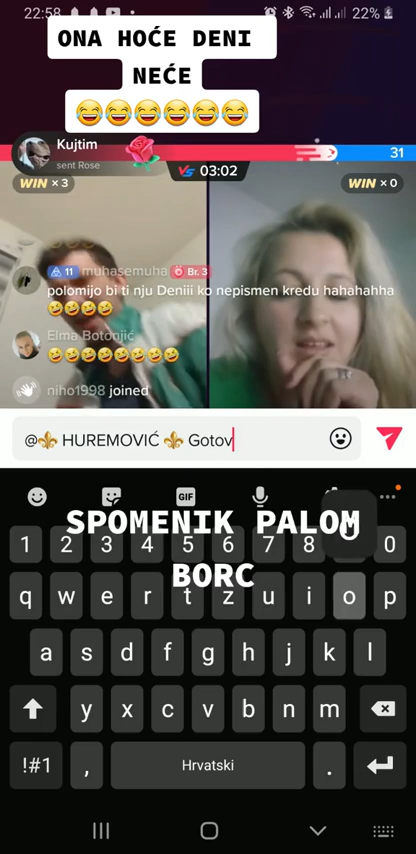 22:58
22%
ONA HOĆE DENI
NEĆE
😂😂😂😂😂😂
Kujtim
sent Rose
31
VS 03:02
WIN × 3
WIN × 0
11 muhasemuha Br. 3
polomijo bi ti nju Deniii ko nepismen kredu hahahahha
🤣🤣🤣🤣
Elma Botonjić
🤣🤣🤣🤣🤣🤣🤣🤣
niho1998 joined
@⚜️ HUREMOVIĆ ⚜️ Gotov
GIF
SPOMENIK PALOM
BORC
1 2 3 4 5 6 7 8 0
q w e r t z u i o p
a s d f g h j k l
y x c v b n m
!#1 , Hrvatski .